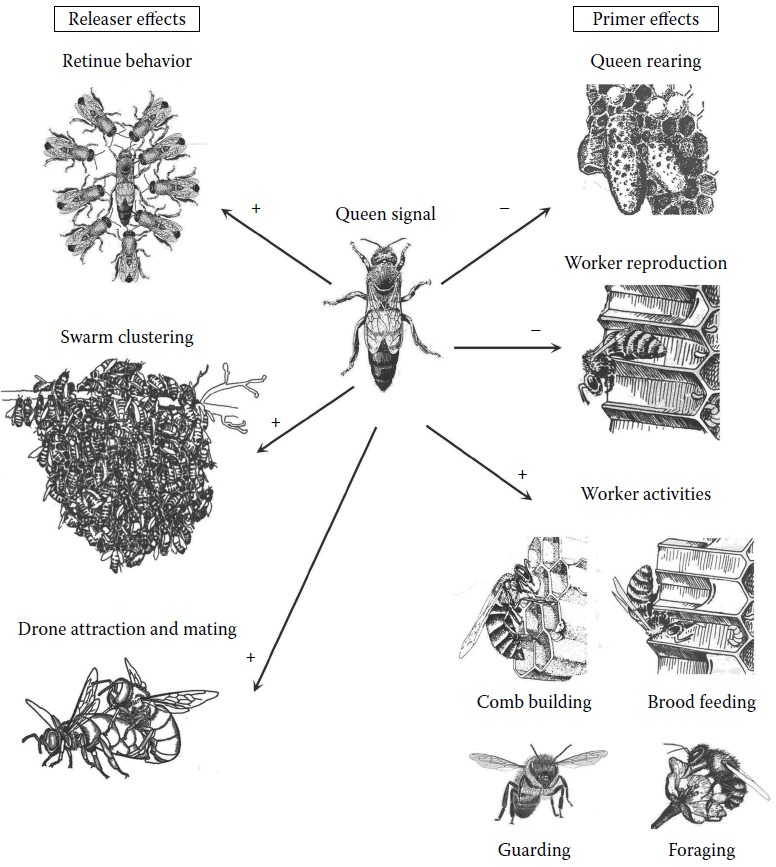 Releaser effects
Primer effects
Retinue behavior
Queen rearing
+
Queen signal
–
Worker reproduction
–
Swarm clustering
+
+
Worker activities
Drone attraction and mating
+
Comb building
Brood feeding
Guarding
Foraging